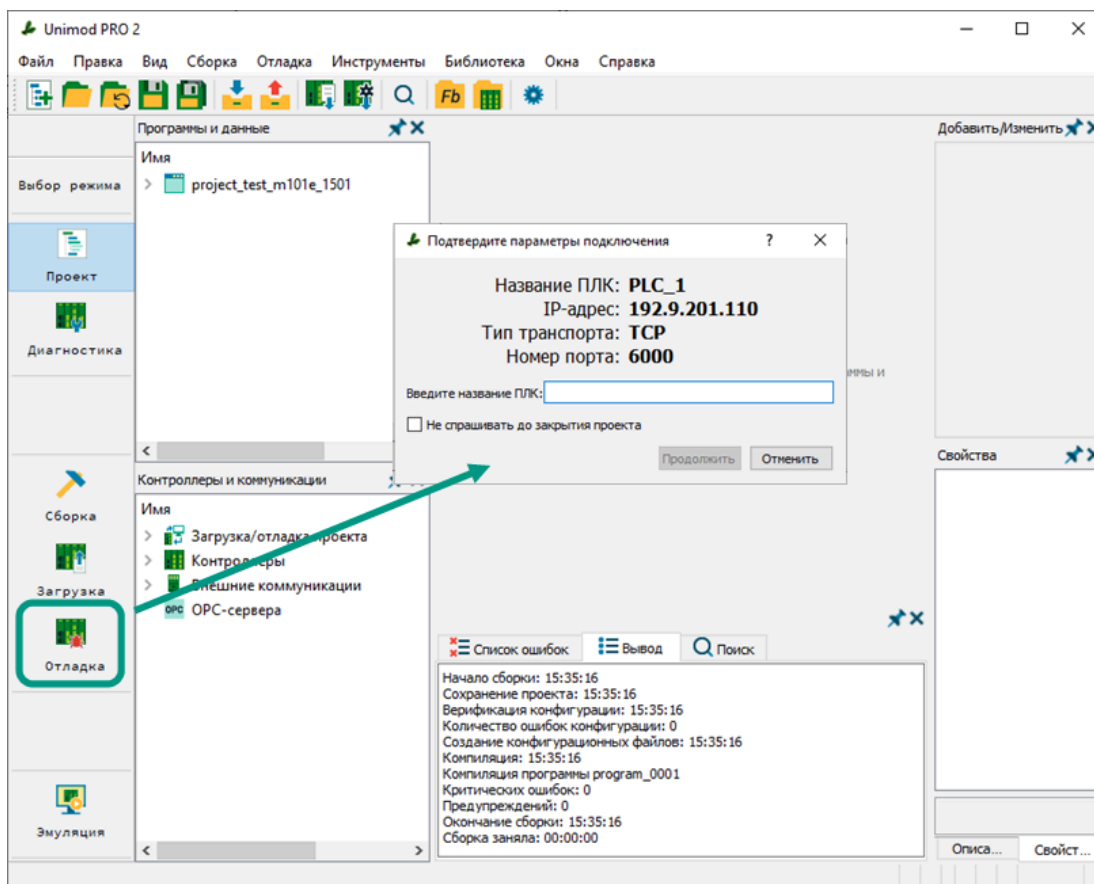 Unimod PRO 2
Файл Правка Вид Сборка Отладка Инструменты Библиотека Окна Справка
Fb
Выбор режима
Проект
Диагностика
Сборка
Загрузка
Отладка
Эмуляция
Программы и данные
Имя
project_test_m101e_1501
Контроллеры и коммуникации
Имя
Загрузка/отладка проекта
Контроллеры
Внешние коммуникации
OPC OPC-сервера
Подтвердите параметры подключения ?
Название ПЛК: PLC_1
IP-адрес: 192.9.201.110
Тип транспорта: TCP
Номер порта: 6000
Введите название ПЛК:
Не спрашивать до закрытия проекта
Продолжить Отменить
Список ошибок Вывод Поиск
Начало сборки: 15:35:16
Сохранение проекта: 15:35:16
Верификация конфигурации: 15:35:16
Количество ошибок конфигурации: 0
Создание конфигурационных файлов: 15:35:16
Компиляция: 15:35:16
Компиляция программы program_0001
Критических ошибок: 0
Предупреждений: 0
Окончание сборки: 15:35:16
Сборка заняла: 00:00:00
Добавить/Изменить
Свойства
Описа... Свойст...